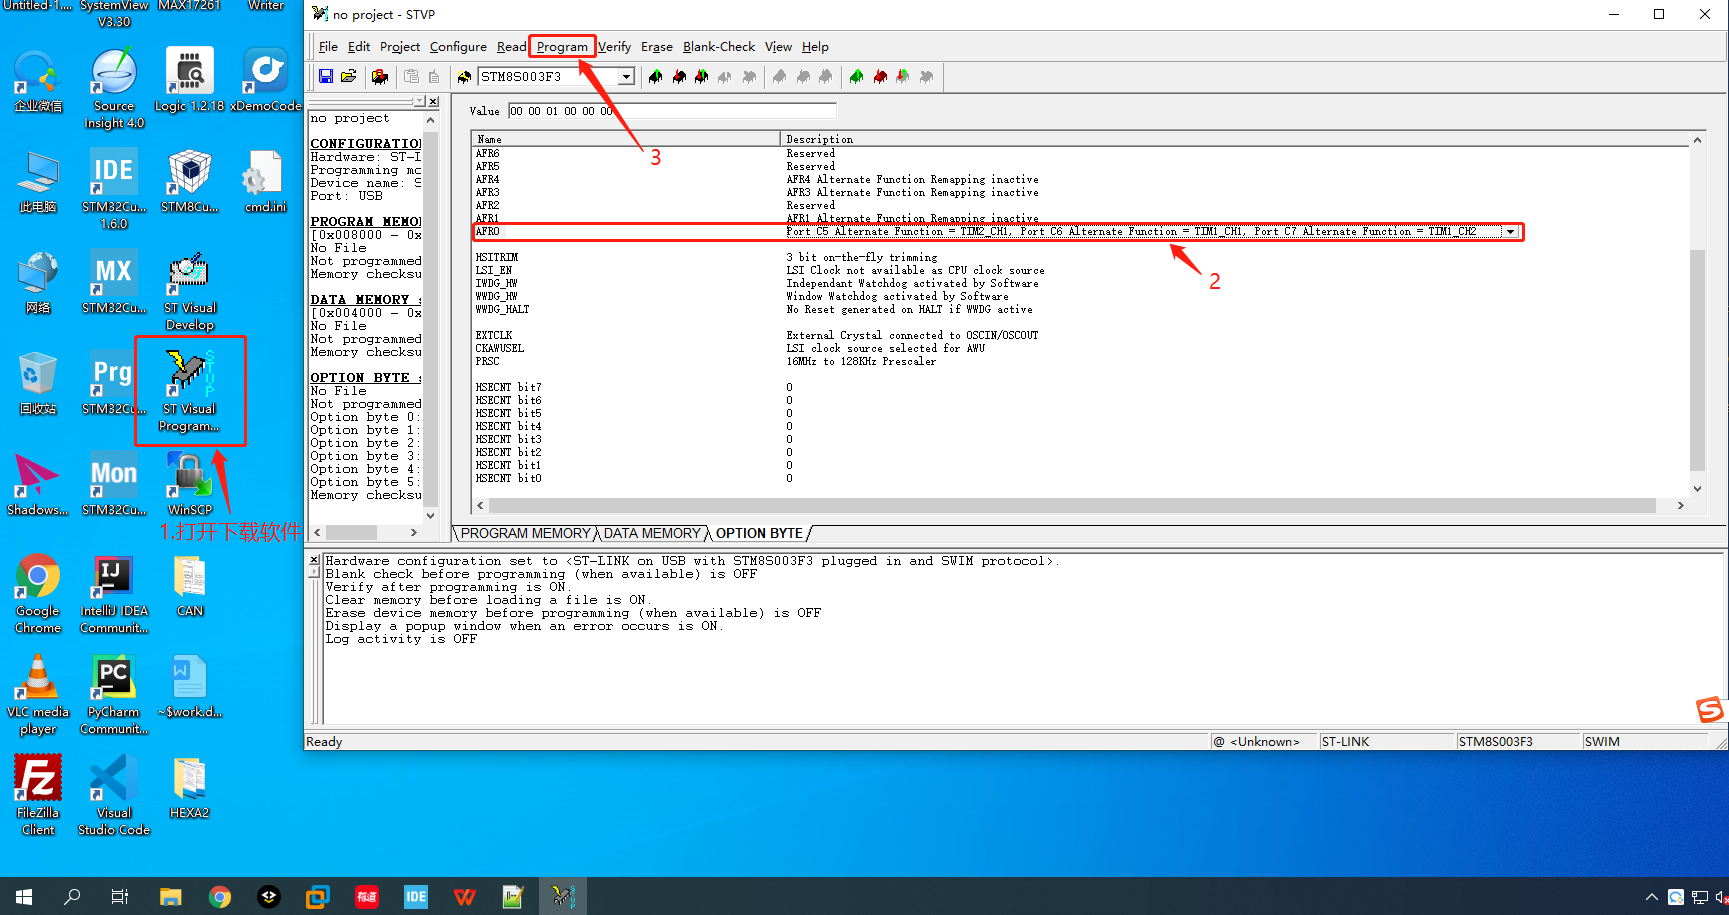 Untitled-1....
SystemView
V3.30
MAX17261
Writer
企业微信
Source
Insight 4.0
Logic 1.2.18
xDemoCode
此电脑
IDE
STM32Cu...
1.6.0
STM8Cu...
cmd.ini
网络
MX
STM32Cu...
ST Visual
Develop
回收站
Prg
STM32Cu...
STVP
ST Visual
Program...
Shadows...
Mon
STM32Cu...
WinSCP
1.打开下载软件
Google
Chrome
IJ
IntelliJ IDEA
Communit...
CAN
VLC media
player
PC
PyCharm
Communit...
W
~$work.d...
Fz
FileZilla
Client
Visual
Studio Code
HEXA2
no project - STVP
File Edit Project Configure Read Program Verify Erase Blank-Check View Help
STM8S003F3
3
no project
CONFIGURATIO
Hardware: ST-L
Programming mo
Device name: S
Port: USB
PROGRAM MEMOR
[0x008000 - 0x
No File
Not programmed
Memory checksu
DATA MEMORY s
[0x004000 - 0x
No File
Not programmed
Memory checksu
OPTION BYTE s
No File
Not programmed
Option byte 0:
Option byte 1:
Option byte 2:
Option byte 3:
Option byte 4:
Option byte 5:
Memory checksu
Value 00 00 01 00 00 00
Name Description
AFR6 Reserved
AFR5 Reserved
AFR4 AFR4 Alternate Function Remapping inactive
AFR3 AFR3 Alternate Function Remapping inactive
AFR2 Reserved
AFR1 AFR1 Alternate Function Remapping inactive
AFR0 Port C5 Alternate Function = TIM2_CH1, Port C6 Alternate Function = TIM1_CH1, Port C7 Alternate Function = TIM1_CH2
2
HSITRIM 3 bit on-the-fly trimming
LSI_EN LSI Clock not available as CPU clock source
IWDG_HW Independant Watchdog activated by Software
WWDG_HW Window Watchdog activated by Software
WWDG_HALT No Reset generated on HALT if WWDG active
EXTCLK External Crystal connected to OSCIN/OSCOUT
CKAWUSEL LSI clock source selected for AWU
PRSC 16MHz to 128KHz Prescaler
HSECNT bit7 0
HSECNT bit6 0
HSECNT bit5 0
HSECNT bit4 0
HSECNT bit3 0
HSECNT bit2 0
HSECNT bit1 0
HSECNT bit0 0
PROGRAM MEMORY DATA MEMORY OPTION BYTE
Hardware configuration set to <ST-LINK on USB with STM8S003F3 plugged in and SWIM protocol>.
Blank check before programming (when available) is OFF
Verify after programming is ON.
Clear memory before loading a file is ON.
Erase device memory before programming (when available) is OFF
Display a popup window when an error occurs is ON.
Log activity is OFF
S
Ready @ <Unknown> ST-LINK STM8S003F3 SWIM
有道
IDE
W